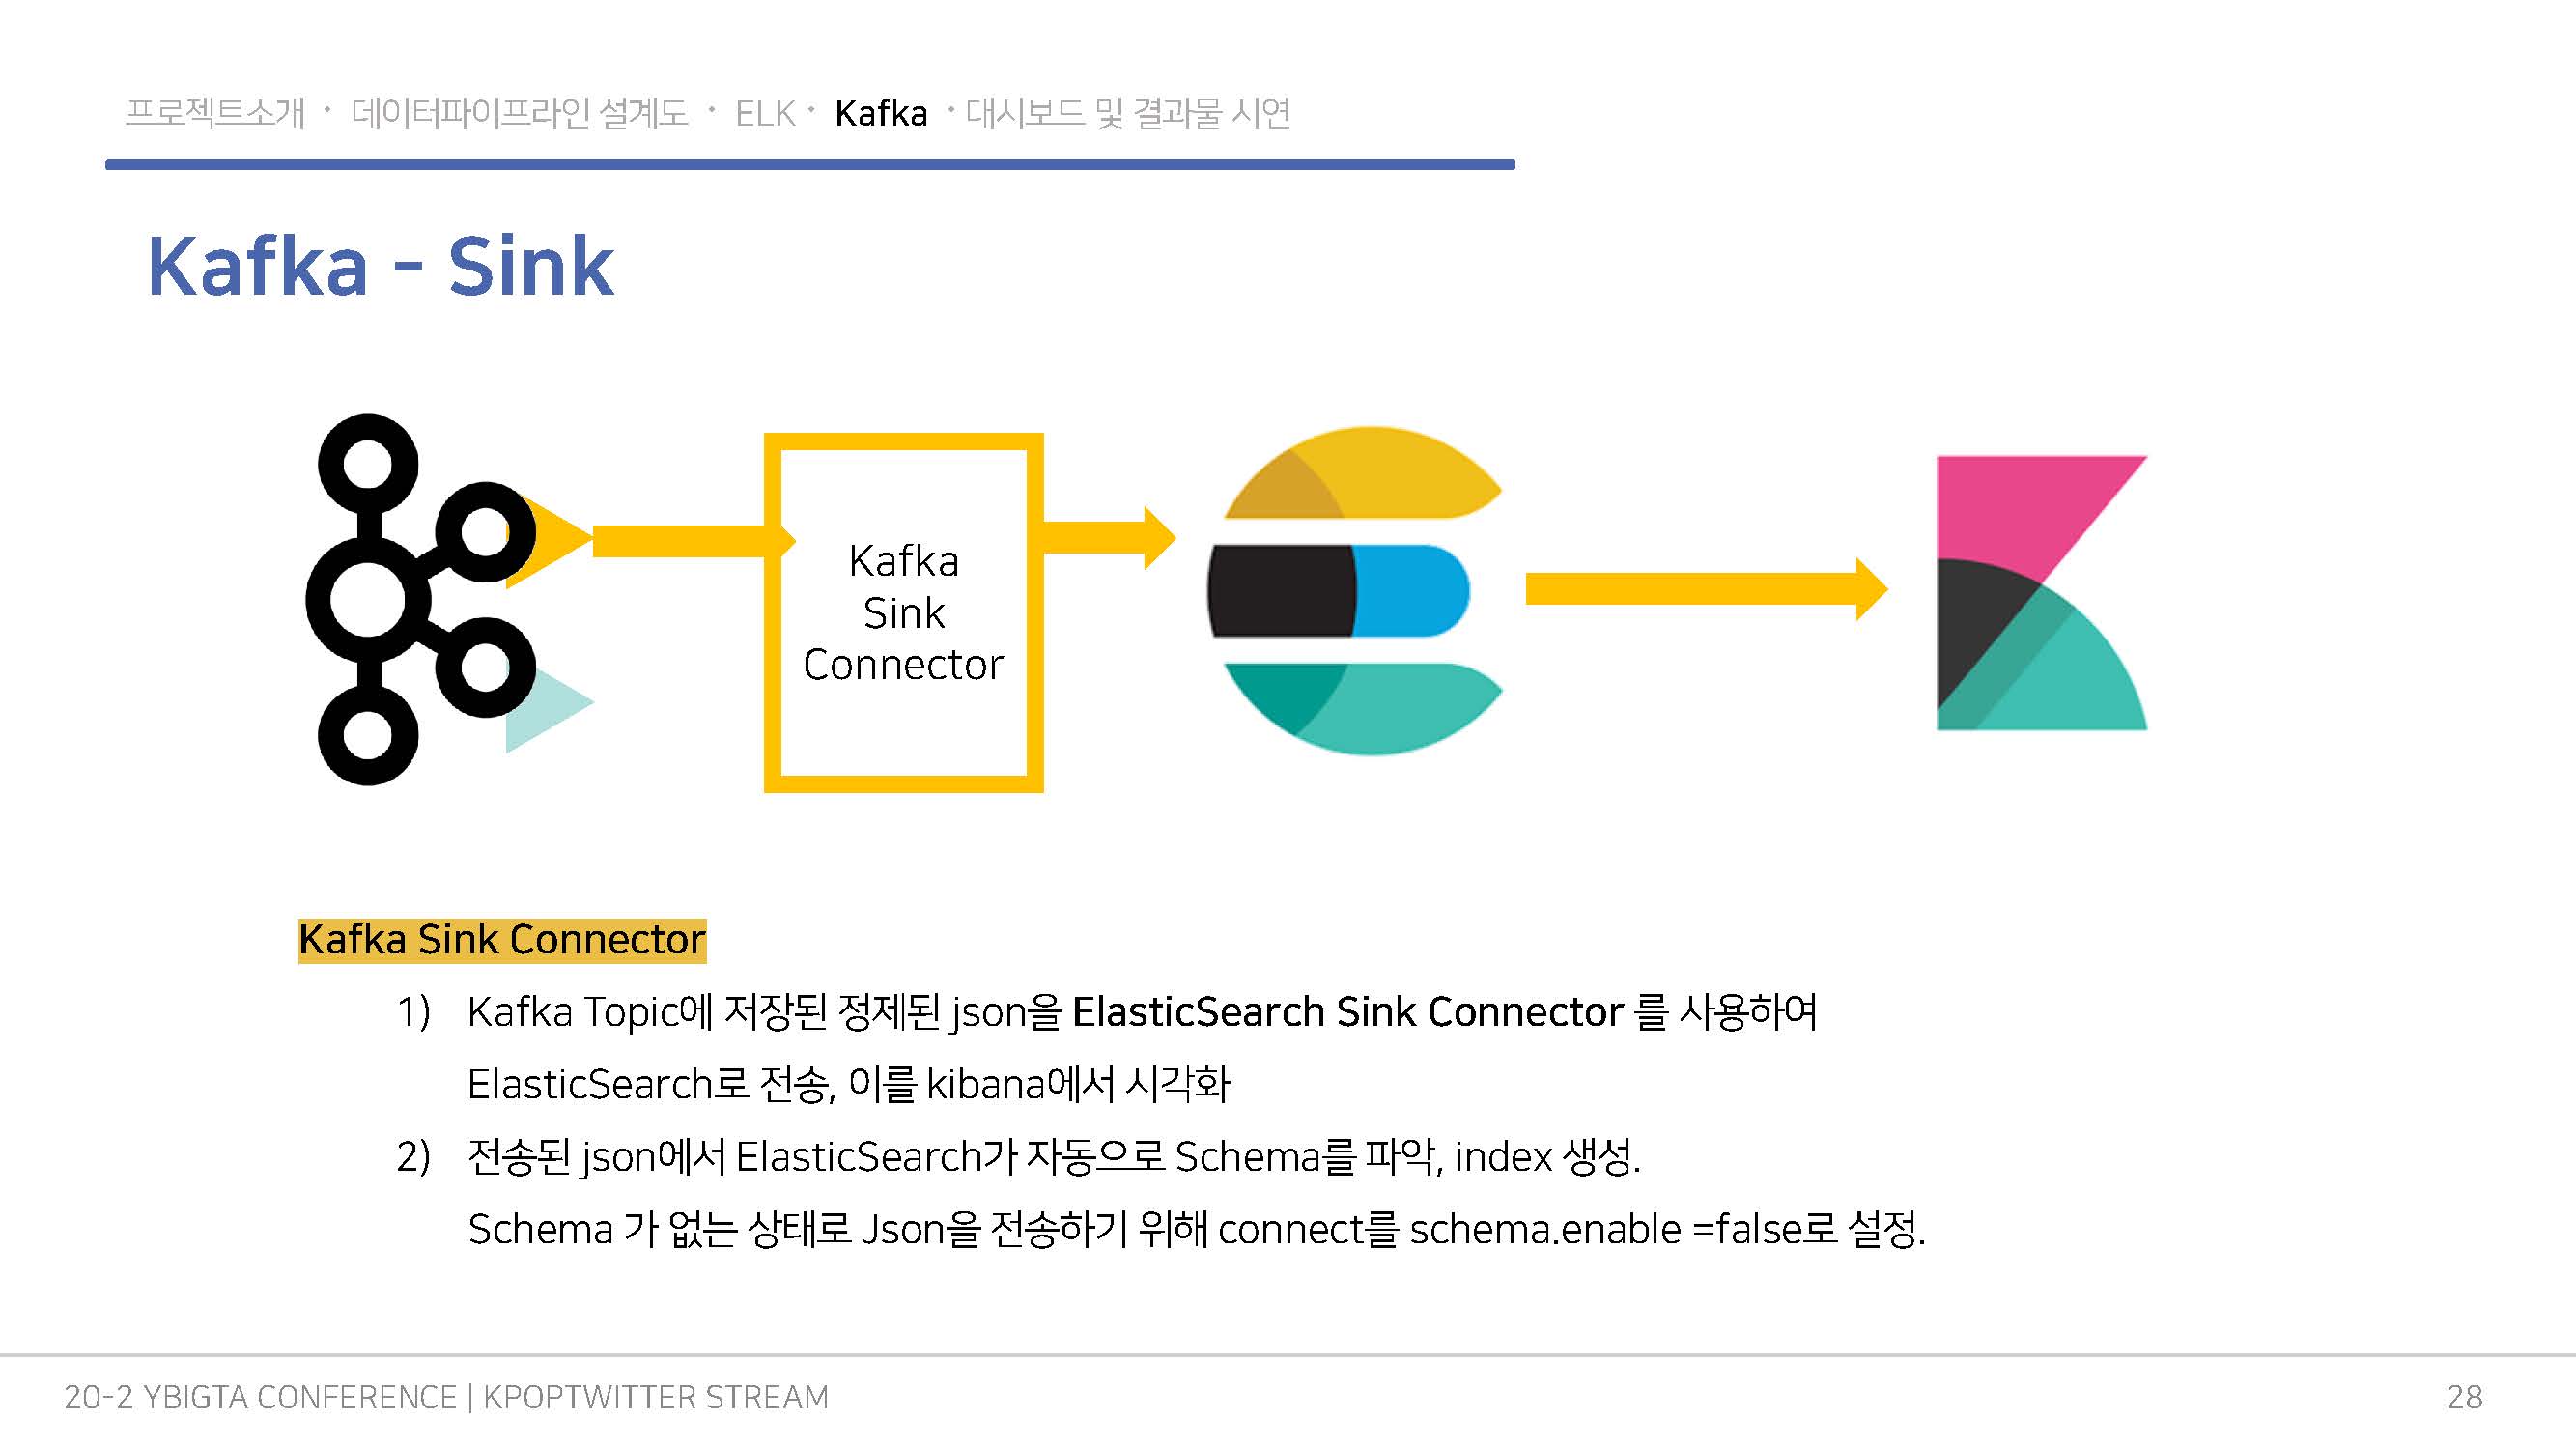 프로젝트소개 · 데이터파이프라인 설계도 · ELK · Kafka · 대시보드 및 결과물 시연
Kafka - Sink
Kafka
Sink
Connector
Kafka Sink Connector
1) Kafka Topic에 저장된 정제된 json을 ElasticSearch Sink Connector 를 사용하여
ElasticSearch로 전송, 이를 kibana에서 시각화
2) 전송된 json에서 ElasticSearch가 자동으로 Schema를 파악, index 생성.
Schema 가 없는 상태로 Json을 전송하기 위해 connect를 schema.enable =false로 설정.
20-2 YBIGTA CONFERENCE | KPOPTWITTER STREAM
28